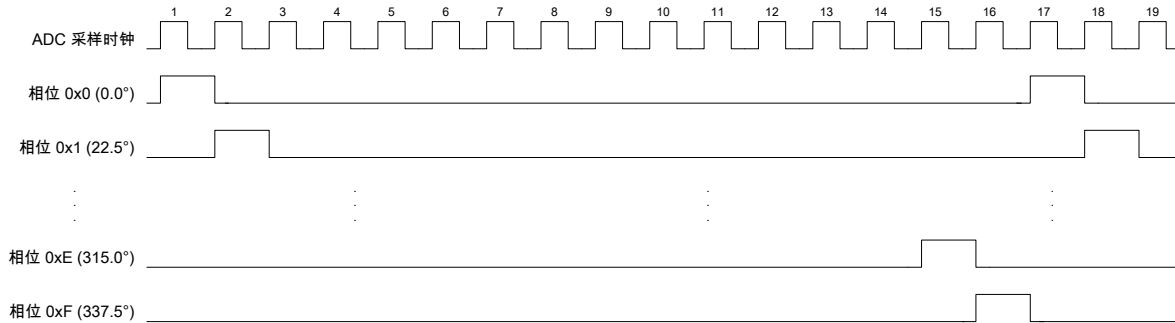 1 2 3 4 5 6 7 8 9 10 11 12 13 14 15 16 17 18 19
ADC 采样时钟
相位 0x0 (0.0°)
相位 0x1 (22.5°)
相位 0xE (315.0°)
相位 0xF (337.5°)